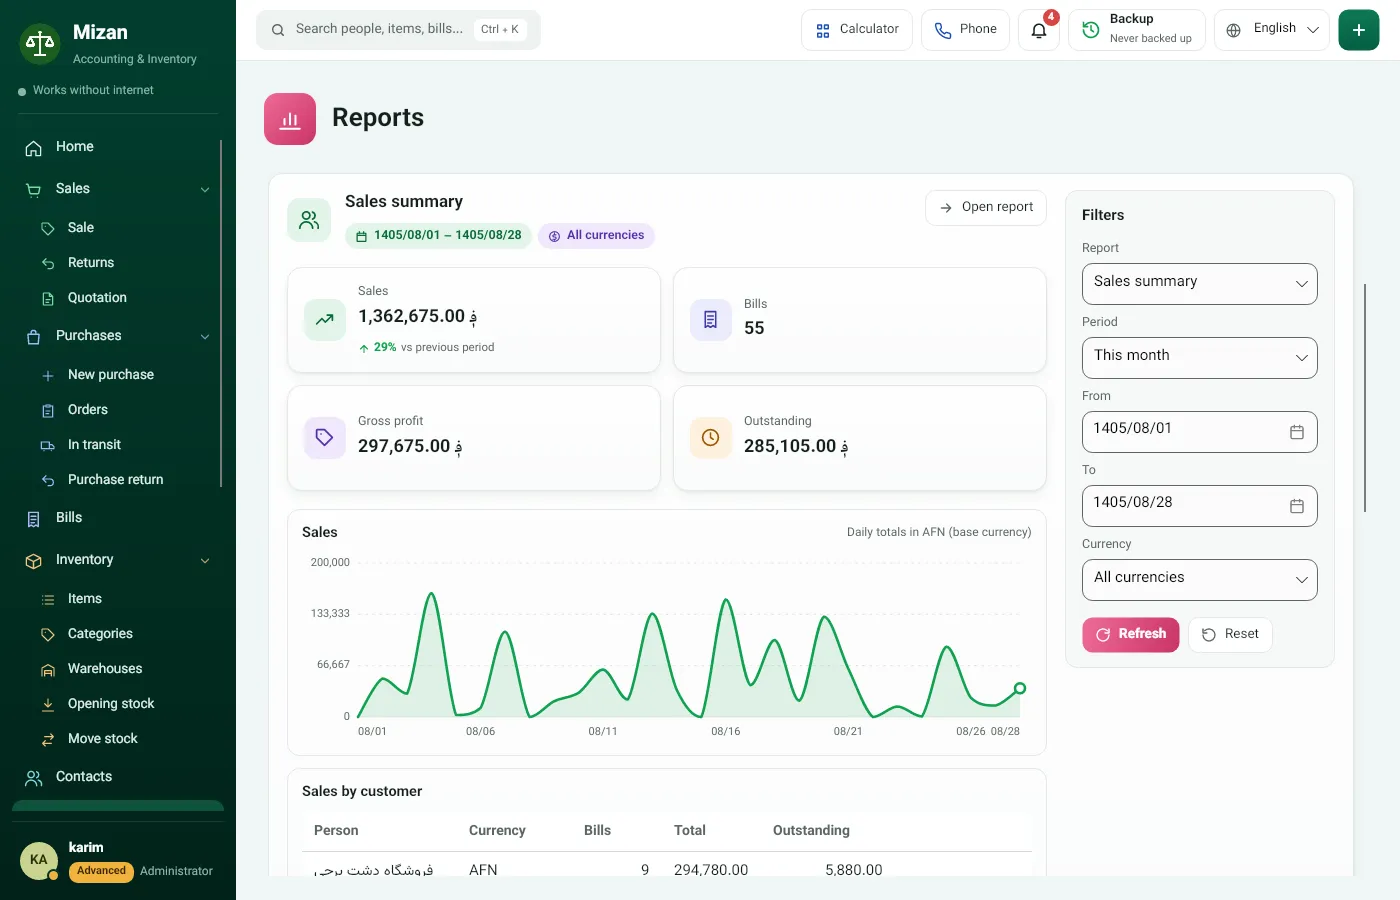 Mizan
Accounting & Inventory
Works without internet
Home
Sales
Sale
Returns
Quotation
Purchases
New purchase
Orders
In transit
Purchase return
Bills
Inventory
Items
Categories
Warehouses
Opening stock
Move stock
Contacts
KA
karim
Advanced Administrator
Search people, items, bills... Ctrl + K
Calculator
Phone
4
Backup
Never backed up
English
Reports
Sales summary
1405/08/01 – 1405/08/28
All currencies
Open report
Sales
1,362,675.00 ؋
29% vs previous period
Bills
55
Gross profit
297,675.00 ؋
Outstanding
285,105.00 ؋
Sales
Daily totals in AFN (base currency)
200,000
133,333
66,667
0
08/01 08/06 08/11 08/16 08/21 08/26 08/28
Sales by customer
Person Currency Bills Total Outstanding
فروشگاه دشت برچی AFN 9 294,780.00 5,880.00
Filters
Report
Sales summary
Period
This month
From
1405/08/01
To
1405/08/28
Currency
All currencies
Refresh
Reset